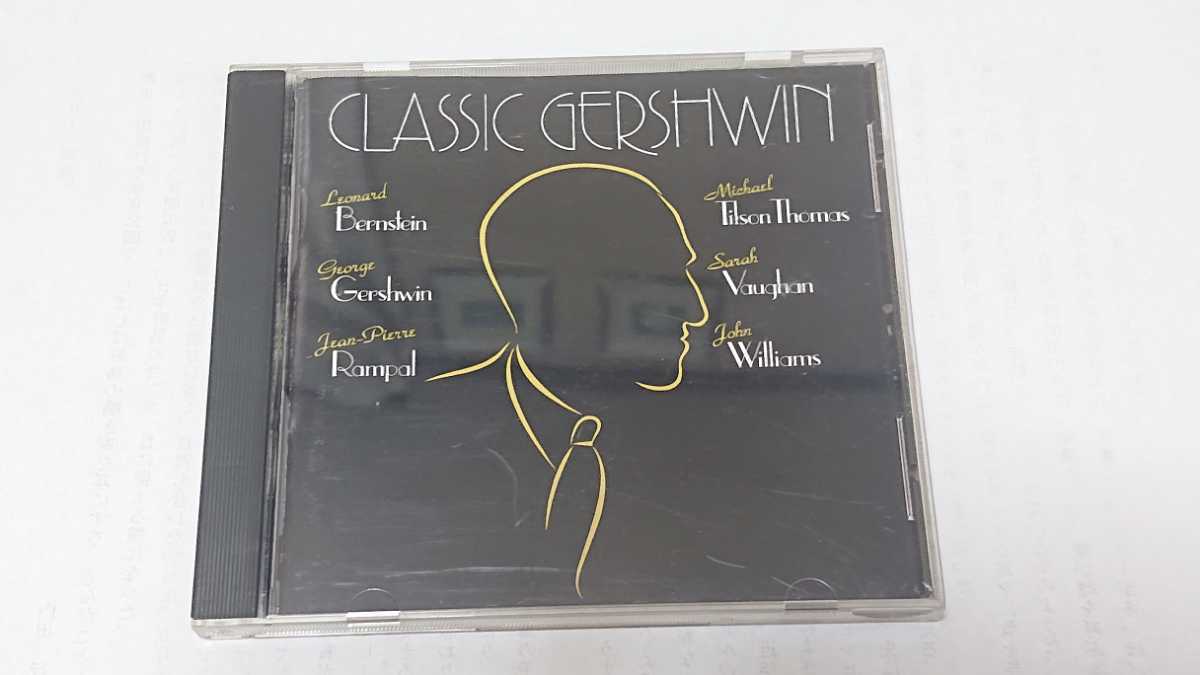 CLASSIC GERSHWIN
Leonard
Bernstein
George
Gershwin
Jean-Pierre
Rampal
Michael
Tilson Thomas
Sarah
Vaughan
John
Williams